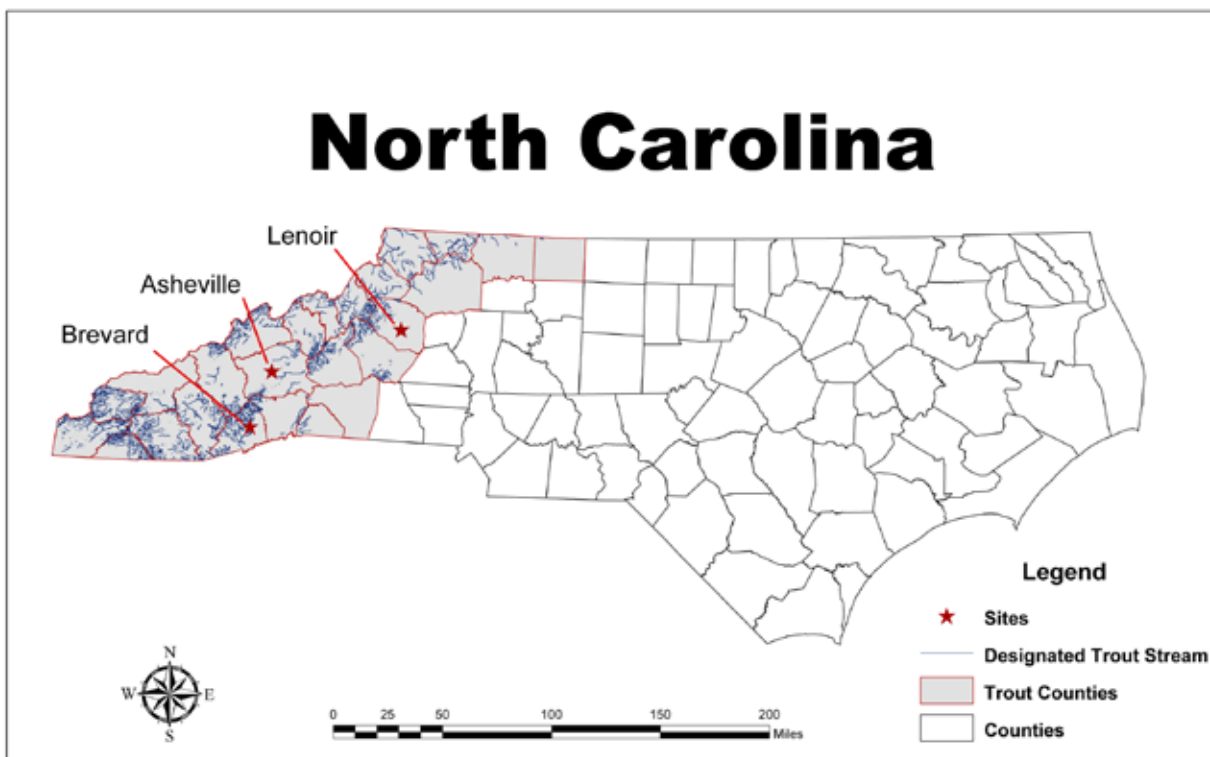 North Carolina
Lenoir
Asheville
Brevard
Legend
Sites
Designated Trout Stream
Trout Counties
Counties
N
W E
S
0 25 50 100 150 200
Miles